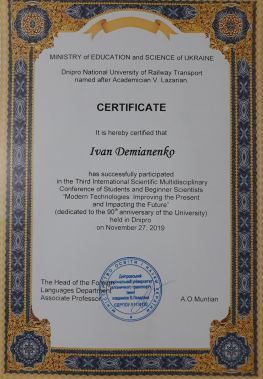 MINISTRY of EDUCATION and SCIENCE of UKRAINE
Dnipro National University of Railway Transport
named after Academician V. Lazarian
CERTIFICATE
It is hereby certified that
Ivan Demianenko
has successfully participated
in the Third International Scientific Multidisciplinary
Conference of Students and Beginner Scientists
"Modern Technologies: Improving the Present
and Impacting the Future"
(dedicated to the 90th anniversary of the University)
held in Dnipro
on November 27, 2019
The Head of the Foreign
Languages Department
Associate Professor
A.O.Muntian